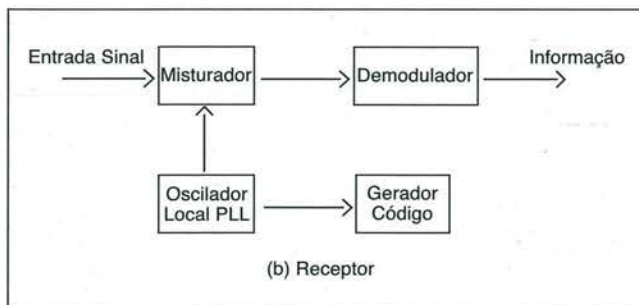 Entrada Sinal
Misturador
Demodulador
Informação
Oscilador
Local PLL
Gerador
Código
(b) Receptor